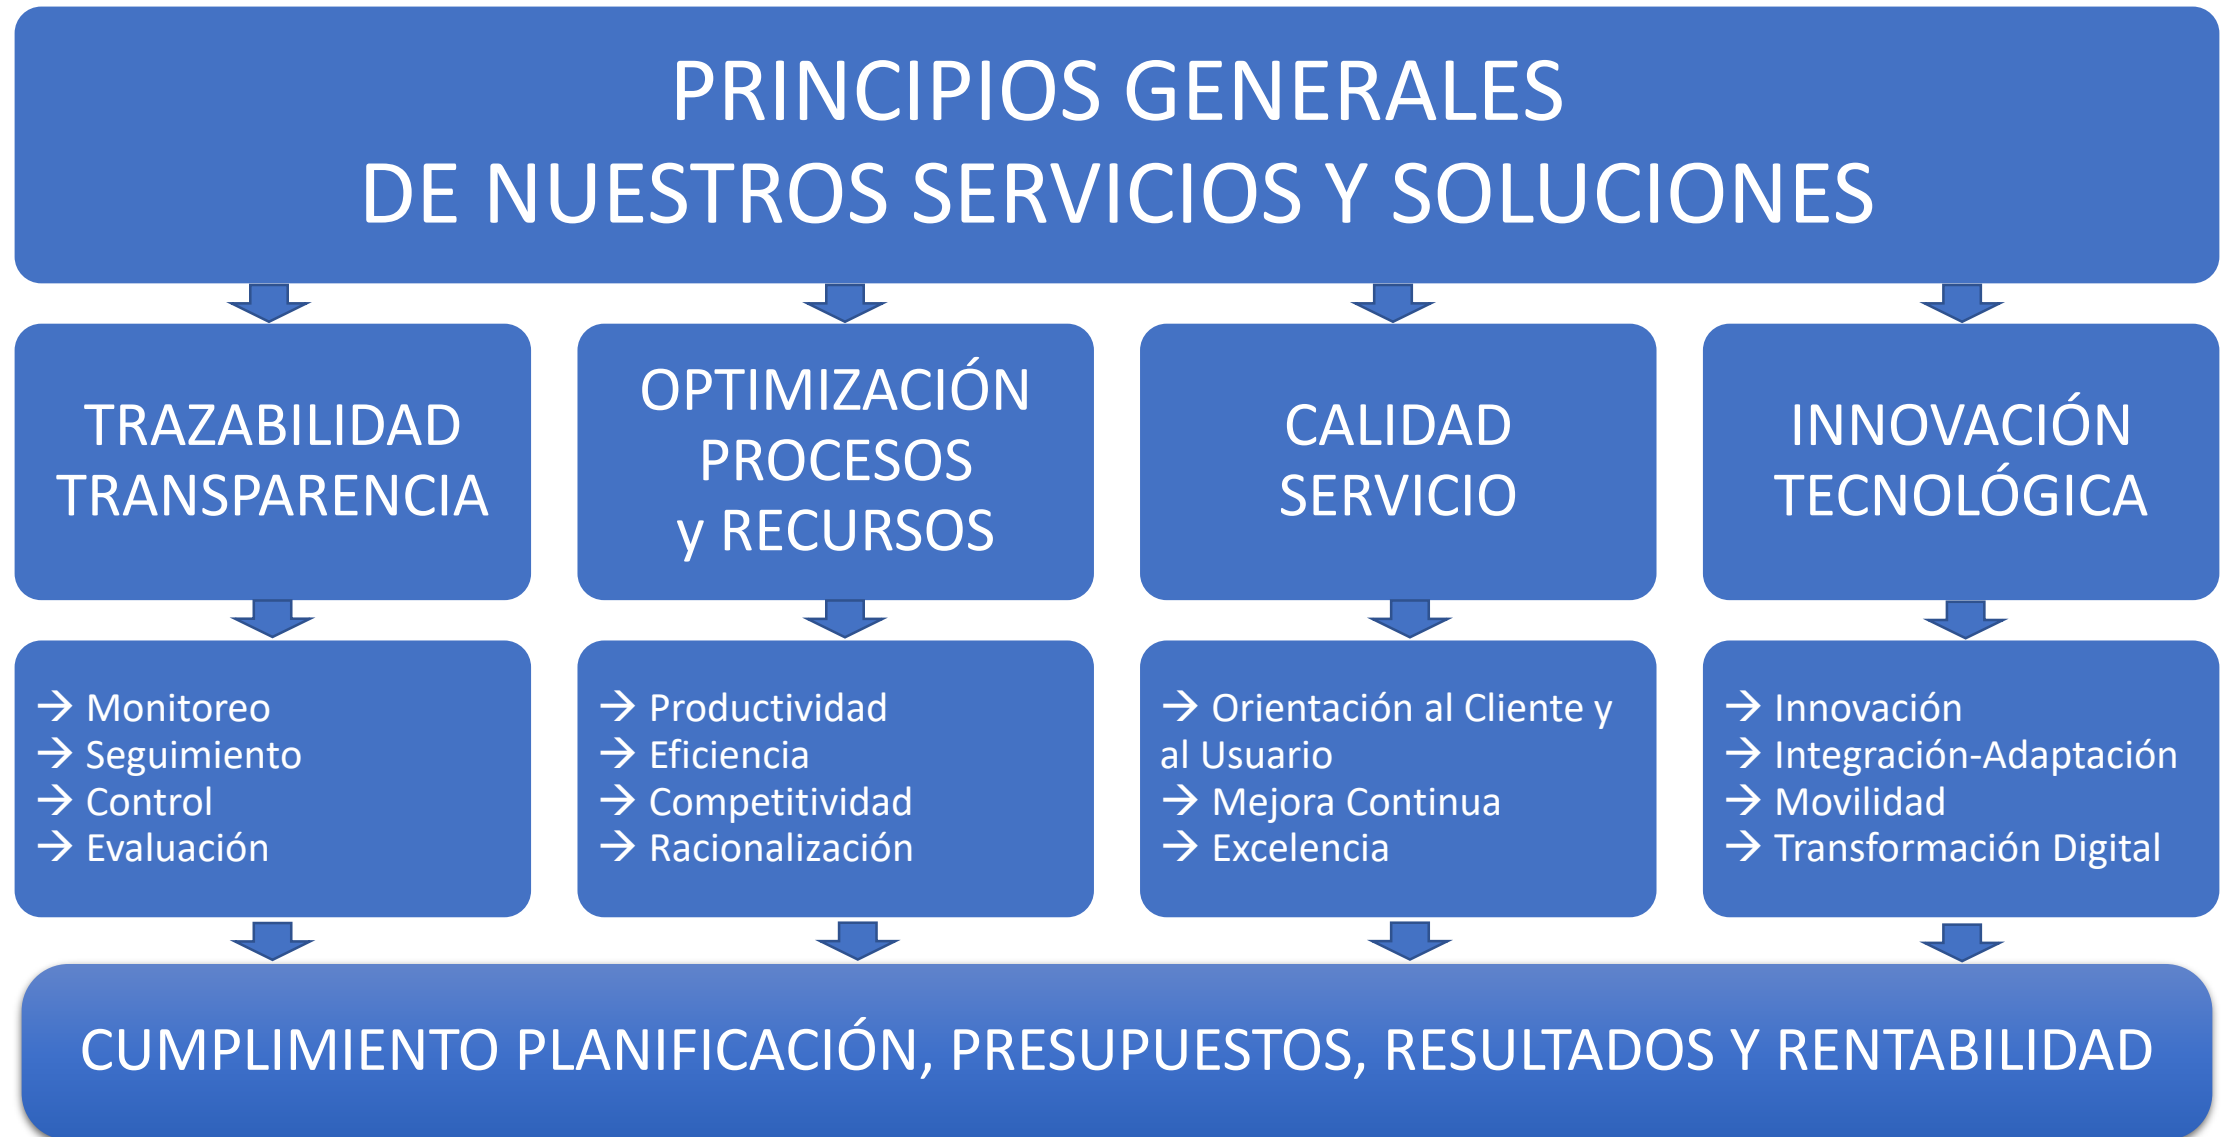 PRINCIPIOS GENERALES
DE NUESTROS SERVICIOS Y SOLUCIONES
TRAZABILIDAD
TRANSPARENCIA
OPTIMIZACIÓN
PROCESOS
y RECURSOS
CALIDAD
SERVICIO
INNOVACIÓN
TECNOLÓGICA
→ Monitoreo
→ Seguimiento
→ Control
→ Evaluación
→ Productividad
→ Eficiencia
→ Competitividad
→ Racionalización
→ Orientación al Cliente y
al Usuario
→ Mejora Continua
→ Excelencia
→ Innovación
→ Integración-Adaptación
→ Movilidad
→ Transformación Digital
CUMPLIMIENTO PLANIFICACIÓN, PRESUPUESTOS, RESULTADOS Y RENTABILIDAD